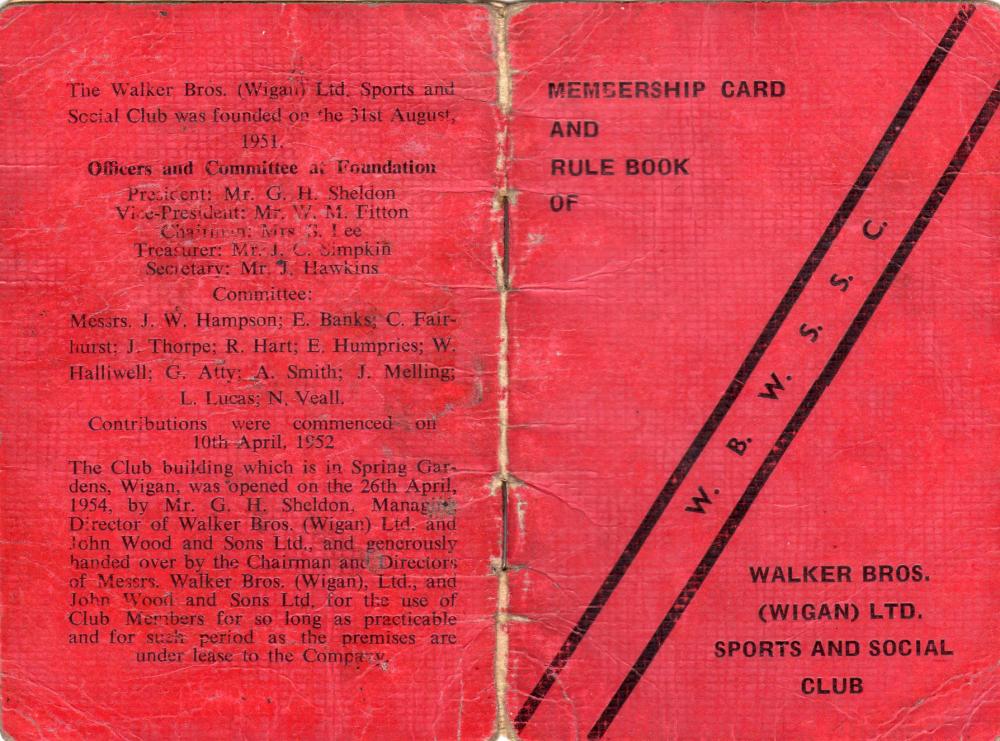 The Walker Bros. (Wigan) Ltd. Sports and
Social Club was founded on the 31st August,
1951.
Officers and Committee at Foundation
President: Mr. G. H. Sheldon
Vice-President: Mr. W. M. Fitton
Chairman: Mrs S. Lee
Treasurer: Mr. J. C. Simpkin
Secretary: Mr. J. Hawkins
Committee:
Messrs. J. W. Hampson; E. Banks; C. Fair-
hurst; J. Thorpe; R. Hart; E. Humpries; W.
Halliwell; G. Atty; A. Smith; J. Melling;
L. Lucas; N. Veall.
Contributions were commenced on
10th April, 1952
The Club building which is in Spring Gar-
dens, Wigan, was opened on the 26th April,
1954, by Mr. G. H. Sheldon, Managing
Director of Walker Bros. (Wigan) Ltd. and
John Wood and Sons Ltd., and generously
handed over by the Chairman and Directors
of Messrs. Walker Bros. (Wigan), Ltd., and
John Wood and Sons Ltd. for the use of
Club Members for so long as practicable
and for such period as the premises are
under lease to the Company.
MEMBERSHIP CARD
AND
RULE BOOK
OF
W. B. W. S. S. C.
WALKER BROS.
(WIGAN) LTD.
SPORTS AND SOCIAL
CLUB